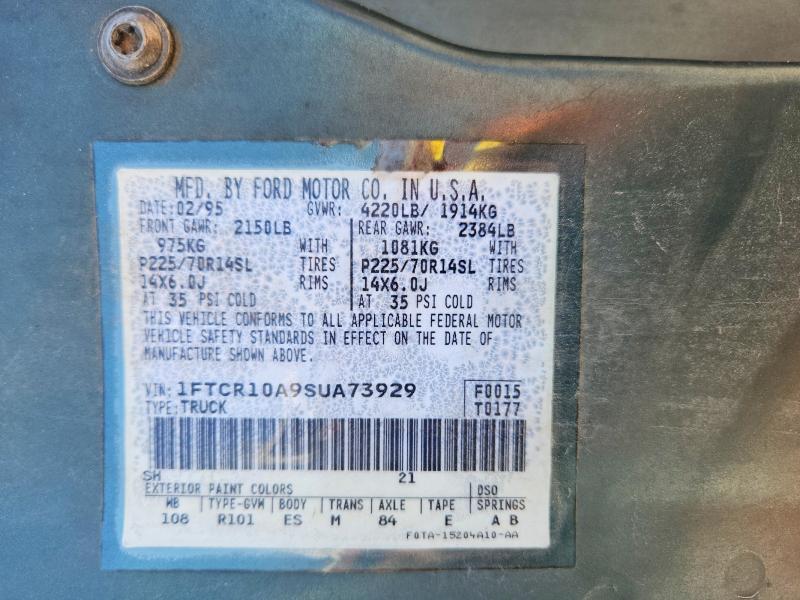 MFD. BY FORD MOTOR CO. IN U.S.A.
DATE: 02/95 GVWR: 4220LB/ 1914KG
FRONT GAWR: 2150LB REAR GAWR: 2384LB
975KG WITH 1081KG WITH
P225/70R14SL TIRES P225/70R14SL TIRES
14X6.0J RIMS 14X6.0J RIMS
AT 35 PSI COLD AT 35 PSI COLD
THIS VEHICLE CONFORMS TO ALL APPLICABLE FEDERAL MOTOR
VEHICLE SAFETY STANDARDS IN EFFECT ON THE DATE OF
MANUFACTURE SHOWN ABOVE.
VIN: 1FTCR10A9SUA73929 F0015
TYPE: TRUCK T0177
SH 21
EXTERIOR PAINT COLORS DSO
WB TYPE-GVW BODY TRANS AXLE TAPE SPRINGS
108 R101 ES M 84 E A B
F0TA-15204A10-AA